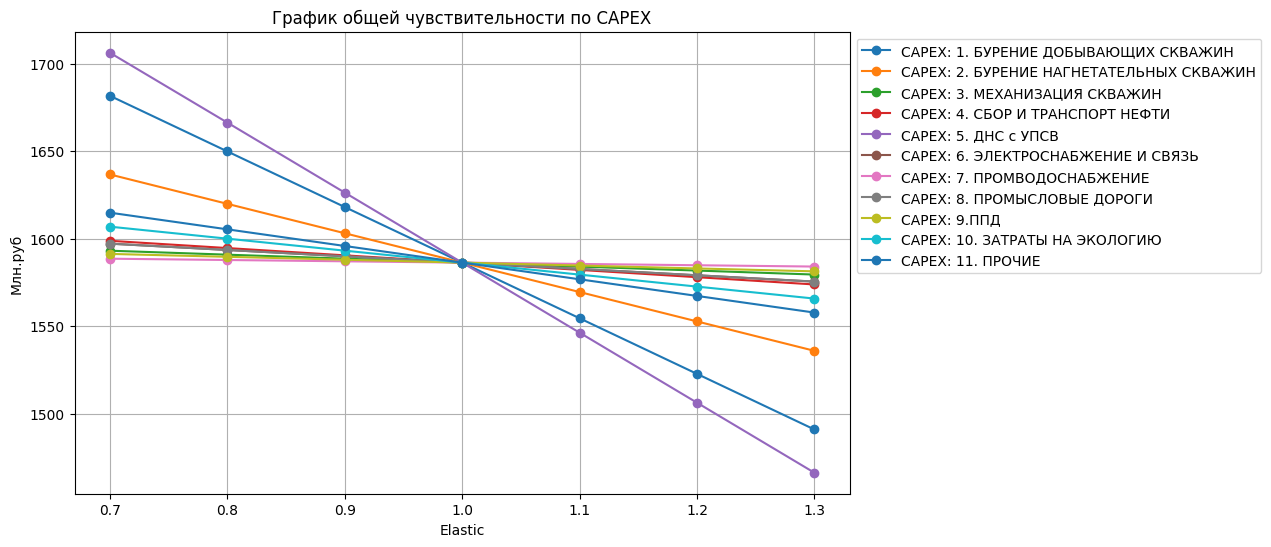 График общей чувствительности по CAPEX
Млн.руб
1700
1650
1600
1550
1500
0.7 0.8 0.9 1.0 1.1 1.2 1.3
Elastic
CAPEX: 1. БУРЕНИЕ ДОБЫВАЮЩИХ СКВАЖИН
CAPEX: 2. БУРЕНИЕ НАГНЕТАТЕЛЬНЫХ СКВАЖИН
CAPEX: 3. МЕХАНИЗАЦИЯ СКВАЖИН
CAPEX: 4. СБОР И ТРАНСПОРТ НЕФТИ
CAPEX: 5. ДНС с УПСВ
CAPEX: 6. ЭЛЕКТРОСНАБЖЕНИЕ И СВЯЗЬ
CAPEX: 7. ПРОМВОДОСНАБЖЕНИЕ
CAPEX: 8. ПРОМЫСЛОВЫЕ ДОРОГИ
CAPEX: 9.ППД
CAPEX: 10. ЗАТРАТЫ НА ЭКОЛОГИЮ
CAPEX: 11. ПРОЧИЕ